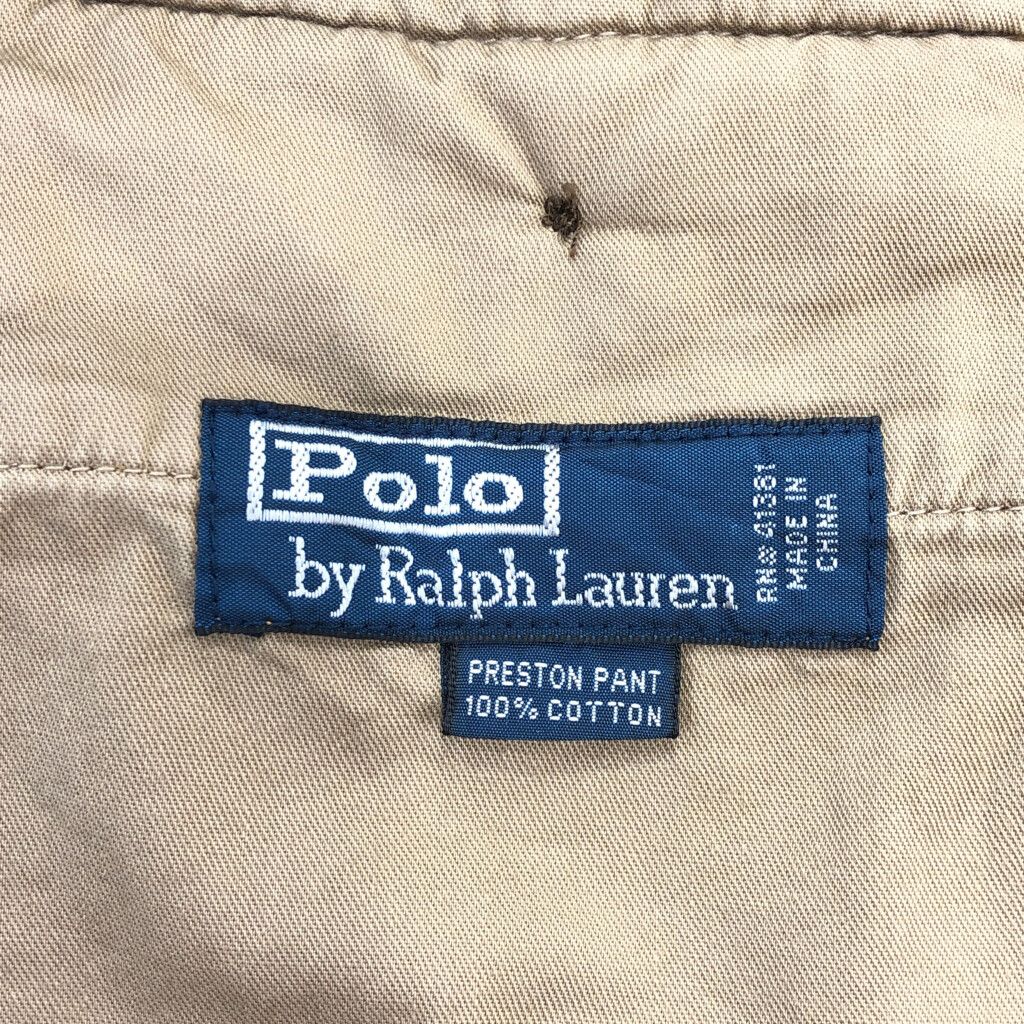 Polo
by Ralph Lauren
RN# 41381
MADE IN
CHINA
PRESTON PANT
100% COTTON